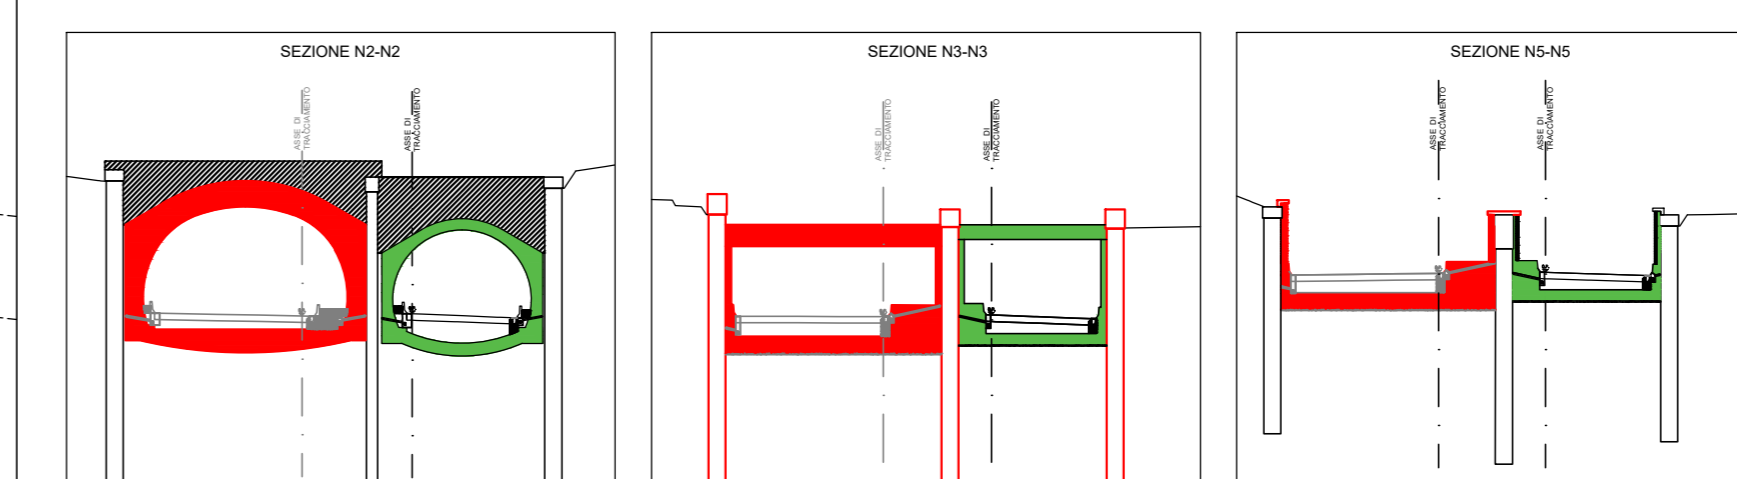 SEZIONE N2-N2
ASSE DI
TRACCIAMENTO
ASSE DI
TRACCIAMENTO
SEZIONE N3-N3
ASSE DI
TRACCIAMENTO
ASSE DI
TRACCIAMENTO
SEZIONE N5-N5
ASSE DI
TRACCIAMENTO
ASSE DI
TRACCIAMENTO